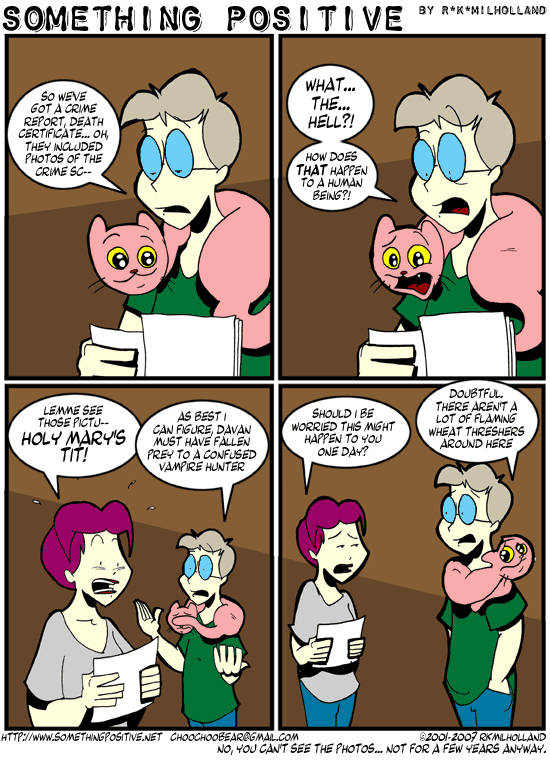 SOMETHING POSITIVE BY R*K*MILHOLLAND
SO WE'VE
GOT A CRIME
REPORT, DEATH
CERTIFICATE... OH,
THEY INCLUDED
PHOTOS OF THE
CRIME SC--
WHAT...
THE...
HELL?!
HOW DOES
THAT HAPPEN
TO A HUMAN
BEING?!
LEMME SEE
THOSE PICTU--
HOLY MARY'S
TIT!
AS BEST I
CAN FIGURE, DAVAN
MUST HAVE FALLEN
PREY TO A CONFUSED
VAMPIRE HUNTER
SHOULD I BE
WORRIED THIS MIGHT
HAPPEN TO YOU
ONE DAY?
DOUBTFUL.
THERE AREN'T A
LOT OF FLAMING
WHEAT THRESHERS
AROUND HERE
HTTP://WWW.SOMETHINGPOSITIVE.NET CHOOCHOOBEAR@GMAIL.COM ©2001-2007 RKMILHOLLAND
NO, YOU CAN'T SEE THE PHOTOS... NOT FOR A FEW YEARS ANYWAY.